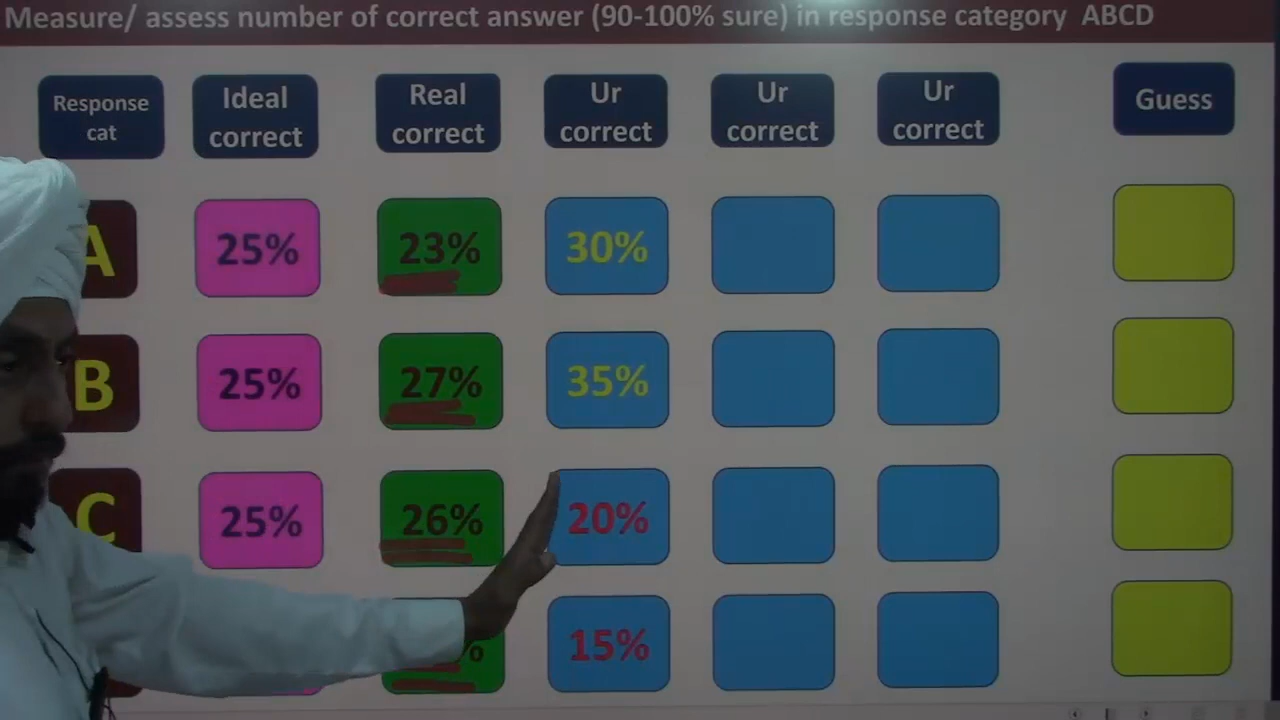 Measure/ assess number of correct answer (90-100% sure) in response category ABCD
Response cat
Ideal correct
Real correct
Ur correct
Ur correct
Ur correct
Guess
A
25%
23%
30%
B
25%
27%
35%
C
25%
26%
20%
%
15%